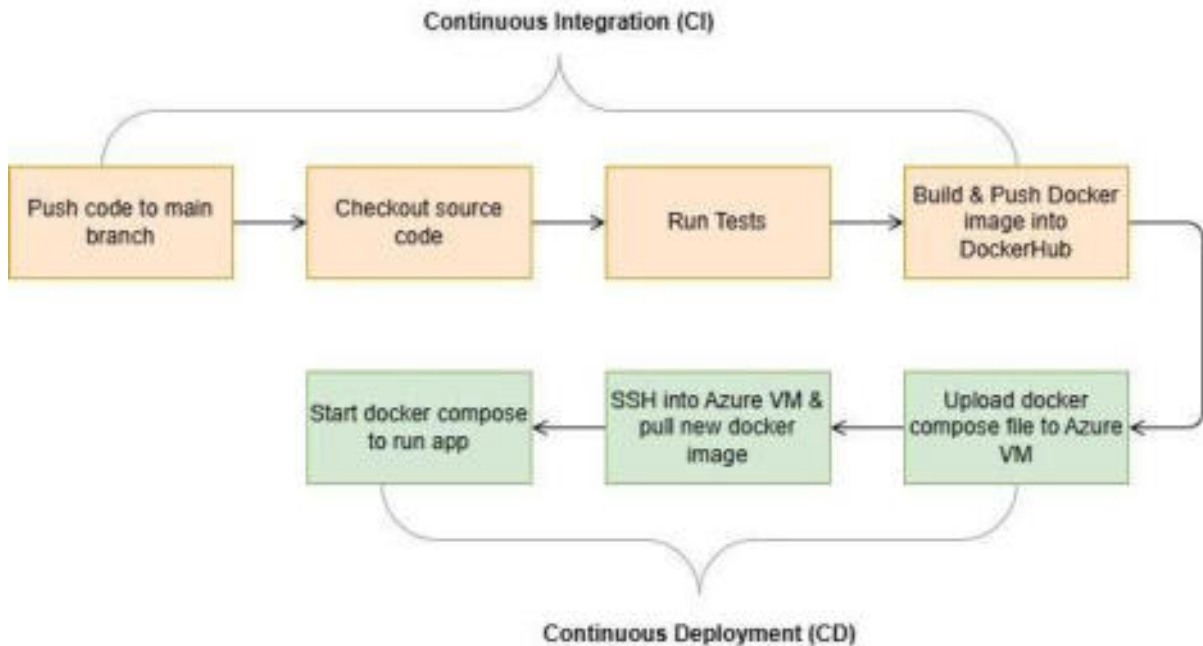 Continuous Integration (CI)
Push code to main
branch
Checkout source
code
Run Tests
Build & Push Docker
image into
DockerHub
Upload docker
compose file to Azure
VM
SSH into Azure VM &
pull new docker
image
Start docker compose
to run app
Continuous Deployment (CD)